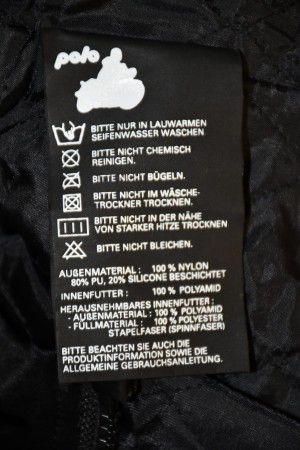 polo
BITTE NUR IN LAUWARMEN
SEIFENWASSER WASCHEN
BITTE NICHT CHEMISCH
REINIGEN.
BITTE NICHT BÜGELN.
BITTE NICHT IM WÄSCHE-
TROCKNER TROCKNEN.
BITTE NICHT IN DER NÄHE
VON STARKER HITZE TROCKNEN
BITTE NICHT BLEICHEN.
AUßENMATERIAL: 100 % NYLON
80% PU, 20% SILICONE BESCHICHTET
INNENFUTTER: 100 % POLYAMID
HERAUSNEHMBARES INNENFUTTER:
- AUßENMATERIAL: 100 % POLYAMID
- FÜLLMATERIAL: 100 % POLYESTER
STAPELFASER (SPINNFASER)
BITTE BEACHTEN SIE AUCH DIE
PRODUKTINFORMATION SOWIE DIE
ALLGEMEINE GEBRAUCHSANLEITUNG.